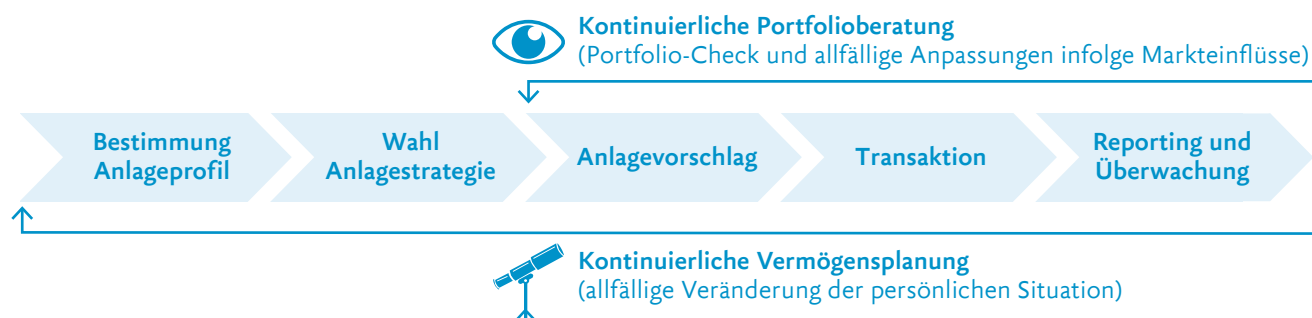 Kontinuierliche Portfolioberatung
(Portfolio-Check und allfällige Anpassungen infolge Markteinflüsse)
Bestimmung
Anlageprofil
Wahl
Anlagestrategie
Anlagevorschlag
Transaktion
Reporting und
Überwachung
Kontinuierliche Vermögensplanung
(allfällige Veränderung der persönlichen Situation)